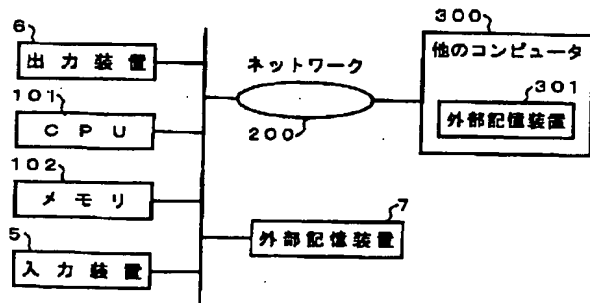 6
出力装置
101
CPU
102
メモリ
5
入力装置
ネットワーク
200
7
外部記憶装置
300
他のコンピュータ
301
外部記憶装置